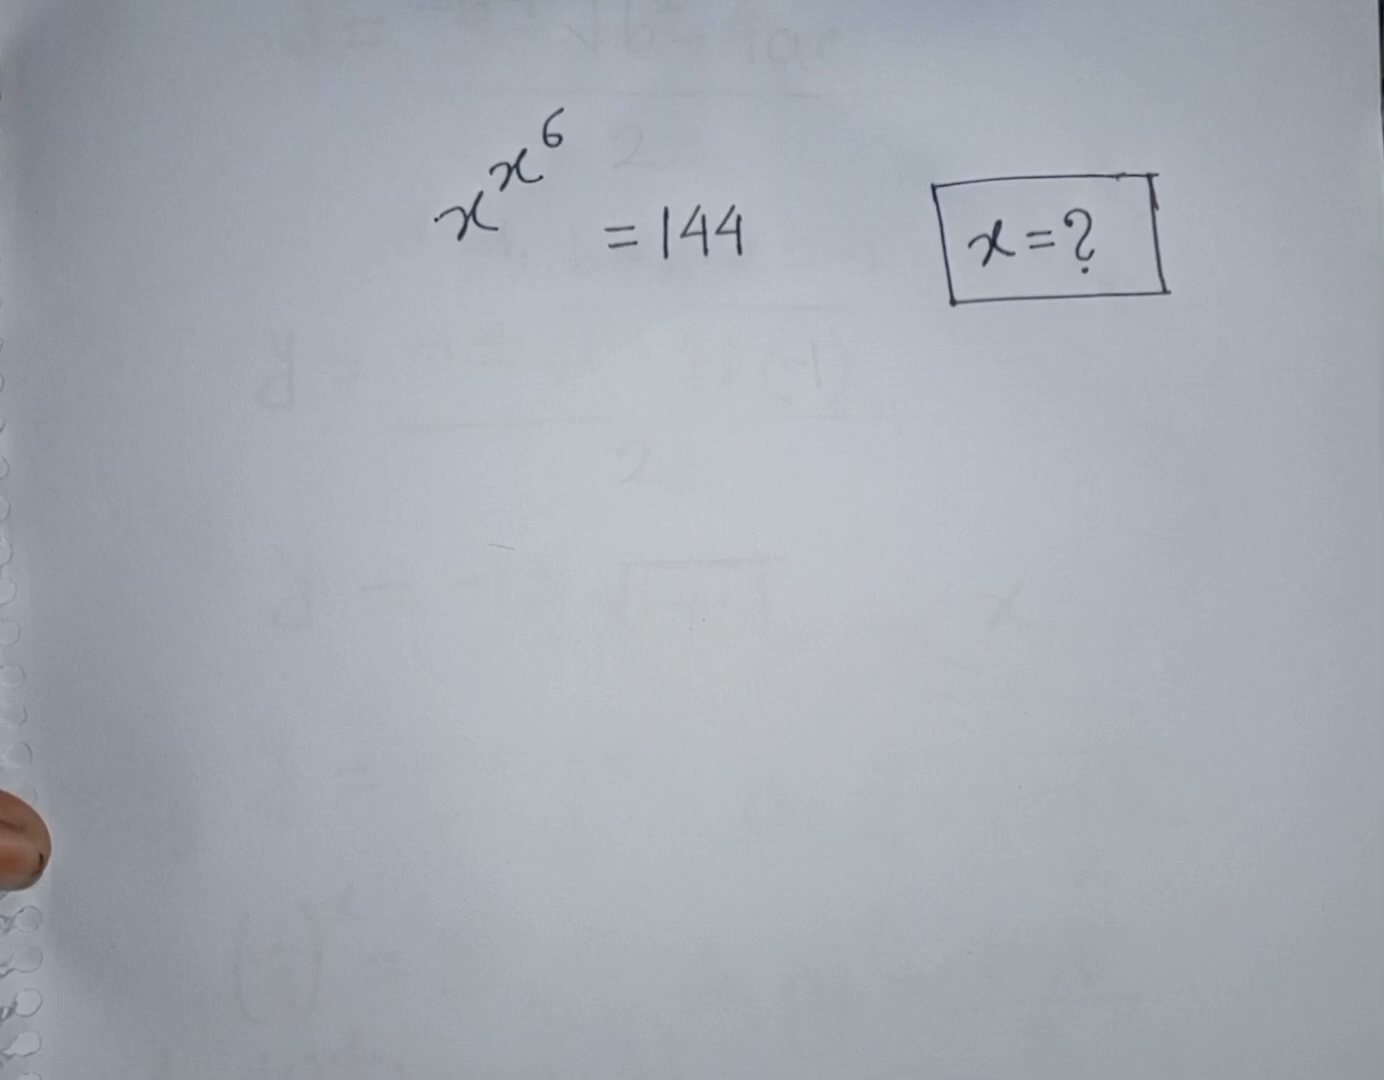 x^x^6 = 144 x = ?